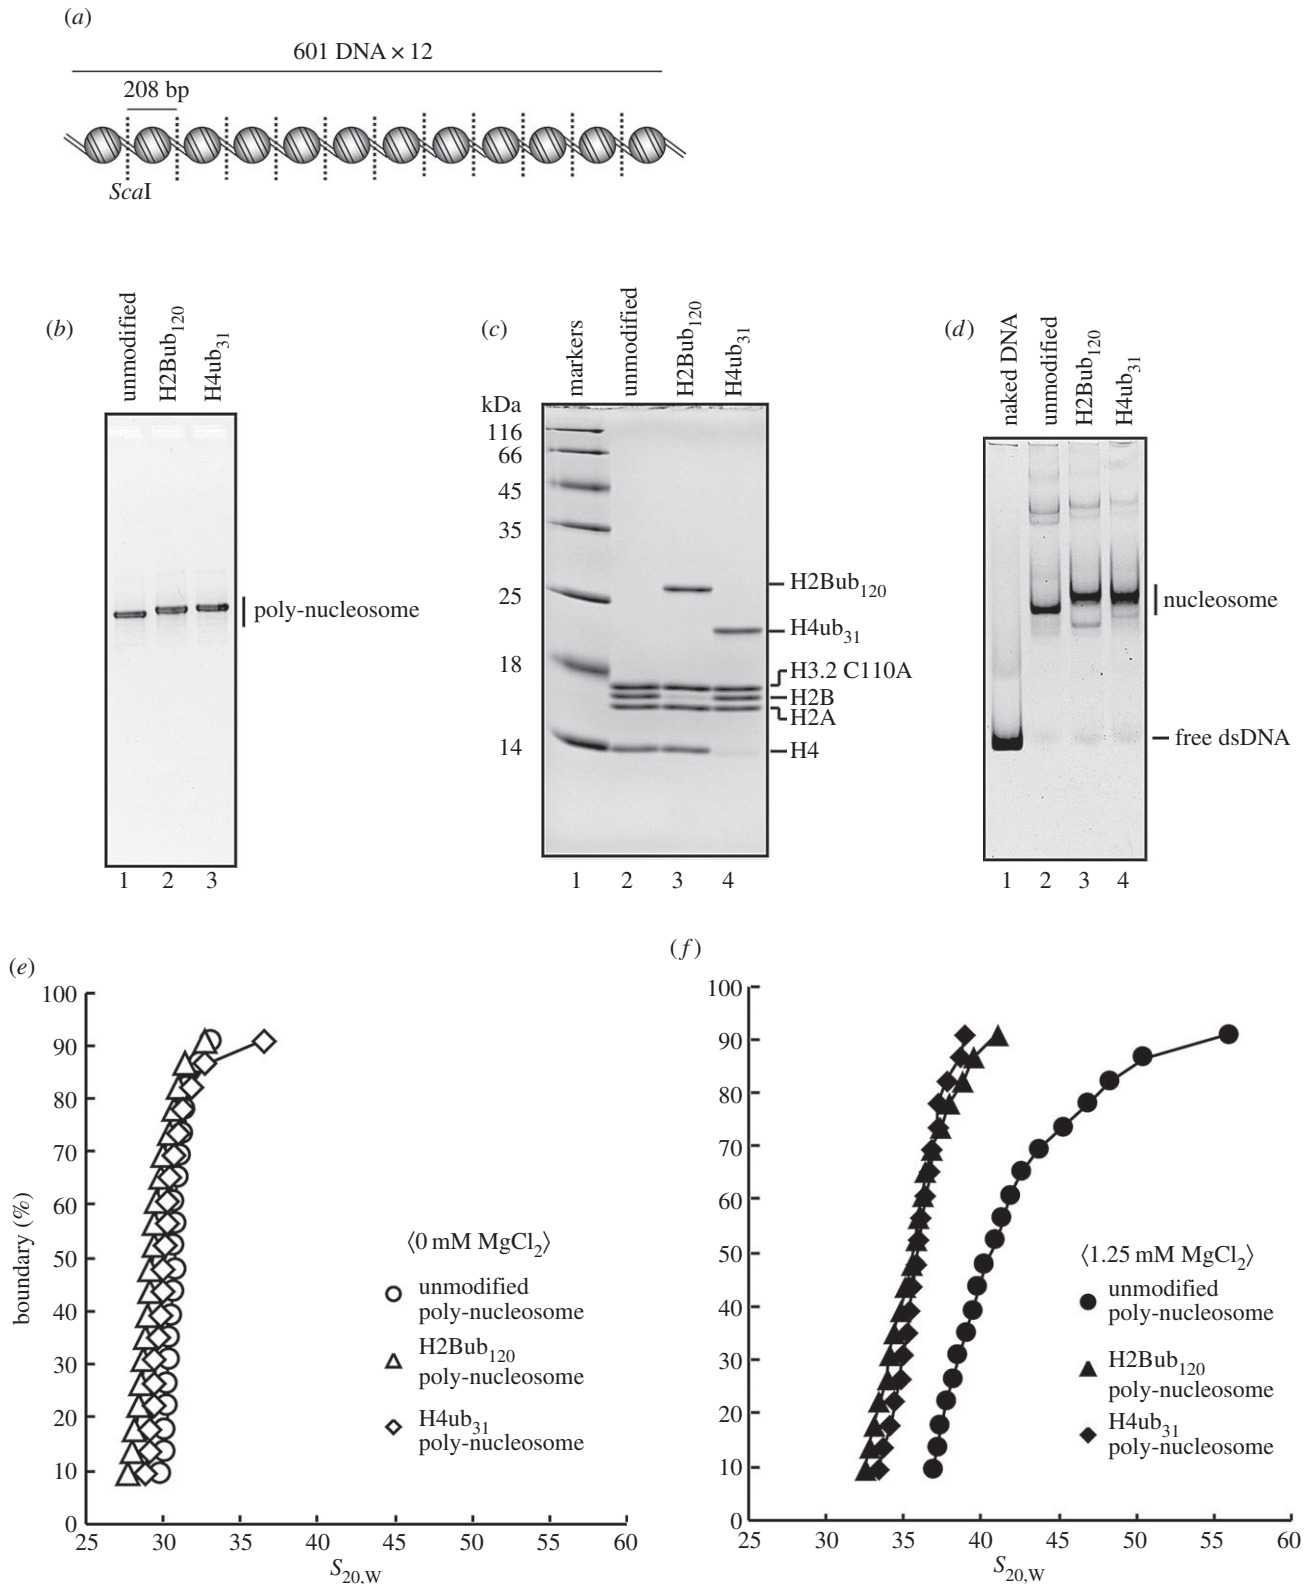 (a)
601 DNA × 12
208 bp
ScaI
(b)
unmodified
H2Bub120
H4ub31
poly-nucleosome
1 2 3
(c)
markers
unmodified
H2Bub120
H4ub31
kDa
116
66
45
35
25
18
14
H2Bub120
H4ub31
H3.2 C110A
H2B
H2A
H4
1 2 3 4
(d)
naked DNA
unmodified
H2Bub120
H4ub31
nucleosome
free dsDNA
1 2 3 4
(e)
boundary (%)
100
90
80
70
60
50
40
30
20
10
0
25 30 35 40 45 50 55 60
S20,W
⟨0 mM MgCl2⟩
unmodified
poly-nucleosome
H2Bub120
poly-nucleosome
H4ub31
poly-nucleosome
(f)
100
90
80
70
60
50
40
30
20
10
0
25 30 35 40 45 50 55 60
S20,W
⟨1.25 mM MgCl2⟩
unmodified
poly-nucleosome
H2Bub120
poly-nucleosome
H4ub31
poly-nucleosome